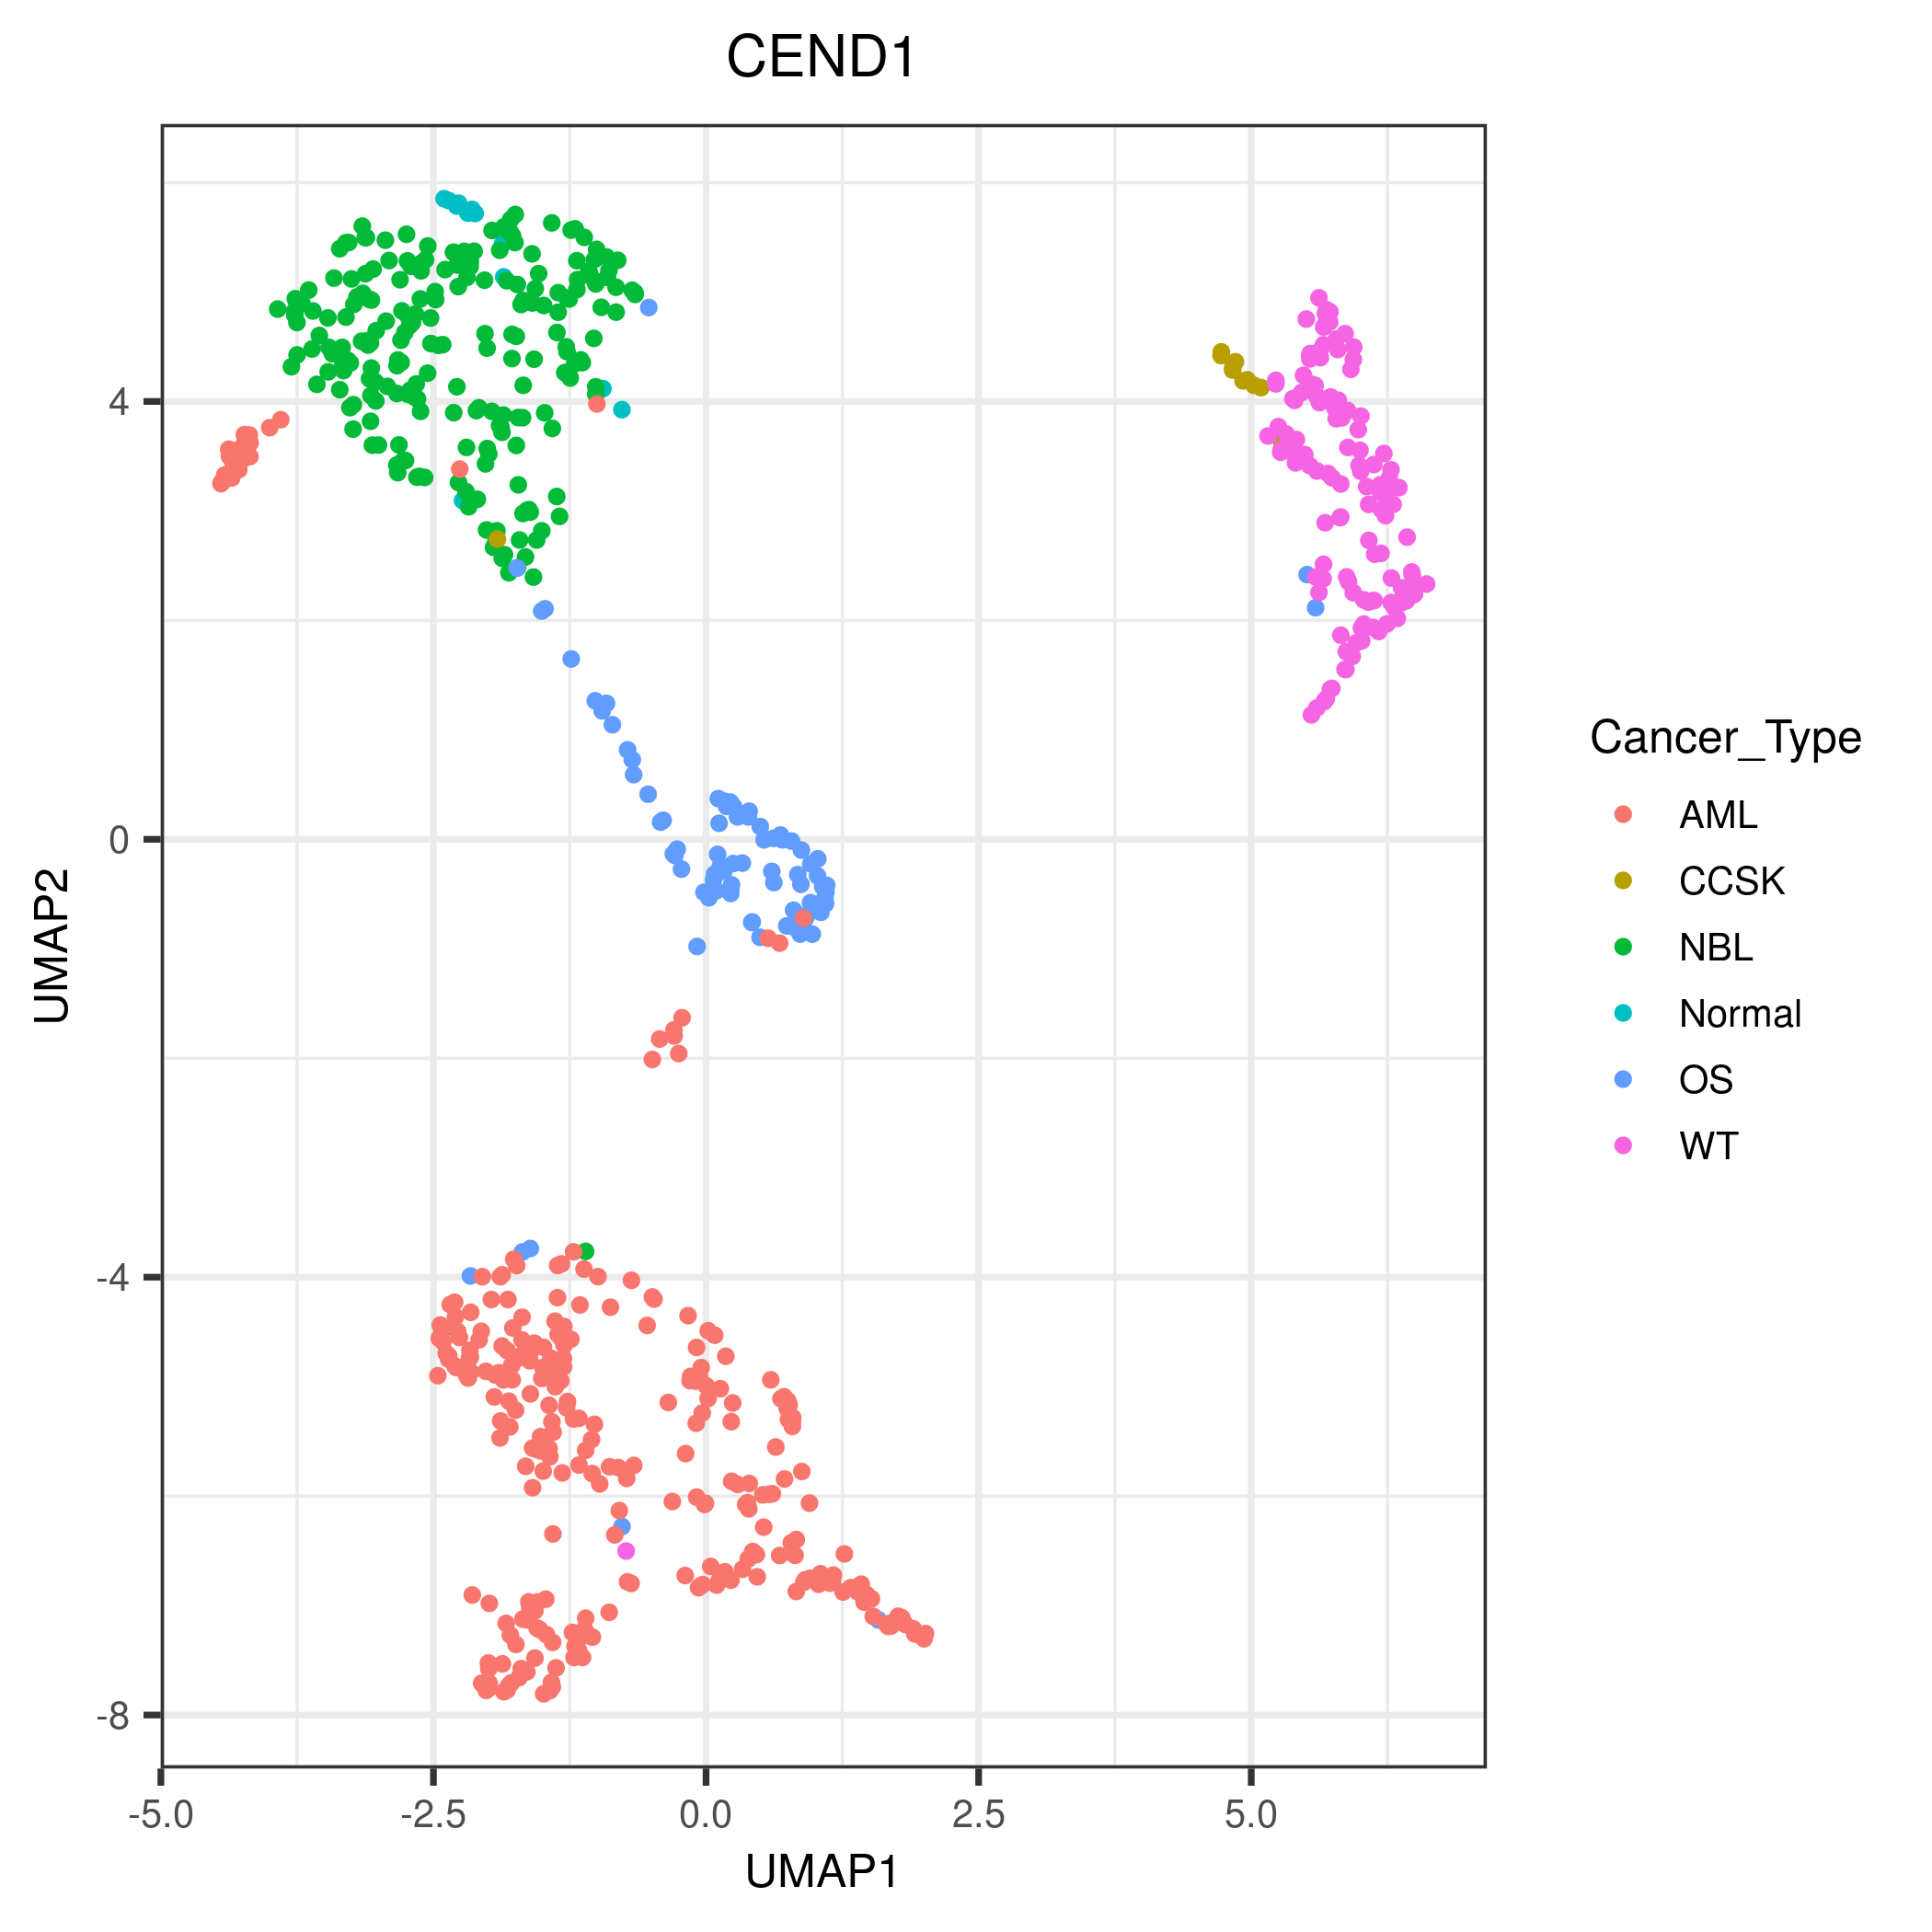 CEND1
4
0
-4
-8
UMAP2
-5.0
-2.5
0.0
2.5
5.0
UMAP1
Cancer_Type
AML
CCSK
NBL
Normal
OS
WT